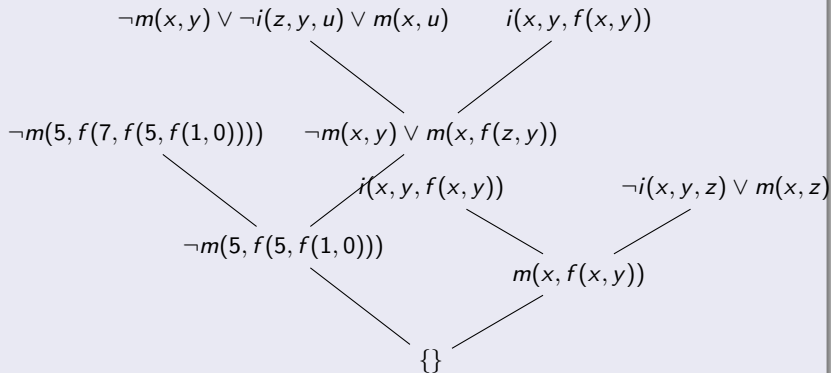 ¬m(x, y) ∨ ¬i(z, y, u) ∨ m(x, u) i(x, y, f(x, y))
¬m(5, f(7, f(5, f(1, 0)))) ¬m(x, y) ∨ m(x, f(z, y))
i(x, y, f(x, y)) ¬i(x, y, z) ∨ m(x, z)
¬m(5, f(5, f(1, 0)))
m(x, f(x, y))
{}